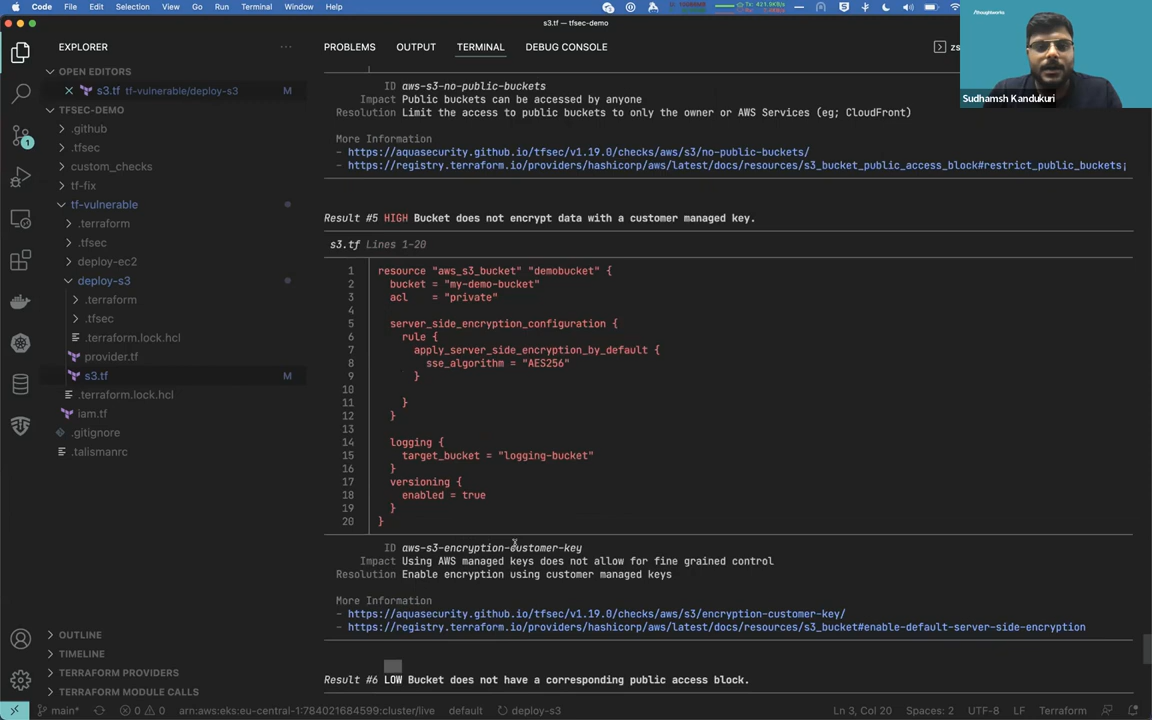 Code File Edit Selection View Go Run Terminal Window Help
s3.tf — tfsec-demo
/thoughtworks
Sudhamsh Kandukuri
EXPLORER
PROBLEMS OUTPUT TERMINAL DEBUG CONSOLE
OPEN EDITORS
s3.tf tf-vulnerable/deploy-s3 M
TFSEC-DEMO
.github
.tfsec
custom_checks
tf-fix
tf-vulnerable
.terraform
.tfsec
deploy-ec2
deploy-s3
.terraform
.tfsec
.terraform.lock.hcl
provider.tf
s3.tf M
.terraform.lock.hcl
iam.tf
.gitignore
.talismanrc
OUTLINE
TIMELINE
TERRAFORM PROVIDERS
TERRAFORM MODULE CALLS
1
ID aws-s3-no-public-buckets
Impact Public buckets can be accessed by anyone
Resolution Limit the access to public buckets to only the owner or AWS Services (eg; CloudFront)
More Information
- https://aquasecurity.github.io/tfsec/v1.19.0/checks/aws/s3/no-public-buckets/
- https://registry.terraform.io/providers/hashicorp/aws/latest/docs/resources/s3_bucket_public_access_block#restrict_public_buckets¡
Result #5 HIGH Bucket does not encrypt data with a customer managed key.
s3.tf Lines 1-20
1 resource "aws_s3_bucket" "demobucket" {
2 bucket = "my-demo-bucket"
3 acl = "private"
4
5 server_side_encryption_configuration {
6 rule {
7 apply_server_side_encryption_by_default {
8 sse_algorithm = "AES256"
9 }
10
11 }
12 }
13
14 logging {
15 target_bucket = "logging-bucket"
16 }
17 versioning {
18 enabled = true
19 }
20 }
ID aws-s3-encryption-customer-key
Impact Using AWS managed keys does not allow for fine grained control
Resolution Enable encryption using customer managed keys
More Information
- https://aquasecurity.github.io/tfsec/v1.19.0/checks/aws/s3/encryption-customer-key/
- https://registry.terraform.io/providers/hashicorp/aws/latest/docs/resources/s3_bucket#enable-default-server-side-encryption
Result #6 LOW Bucket does not have a corresponding public access block.
main* 0 0 arn:aws:eks:eu-central-1:784021684599:cluster/live default deploy-s3 Ln 3, Col 20 Spaces: 2 UTF-8 LF Terraform